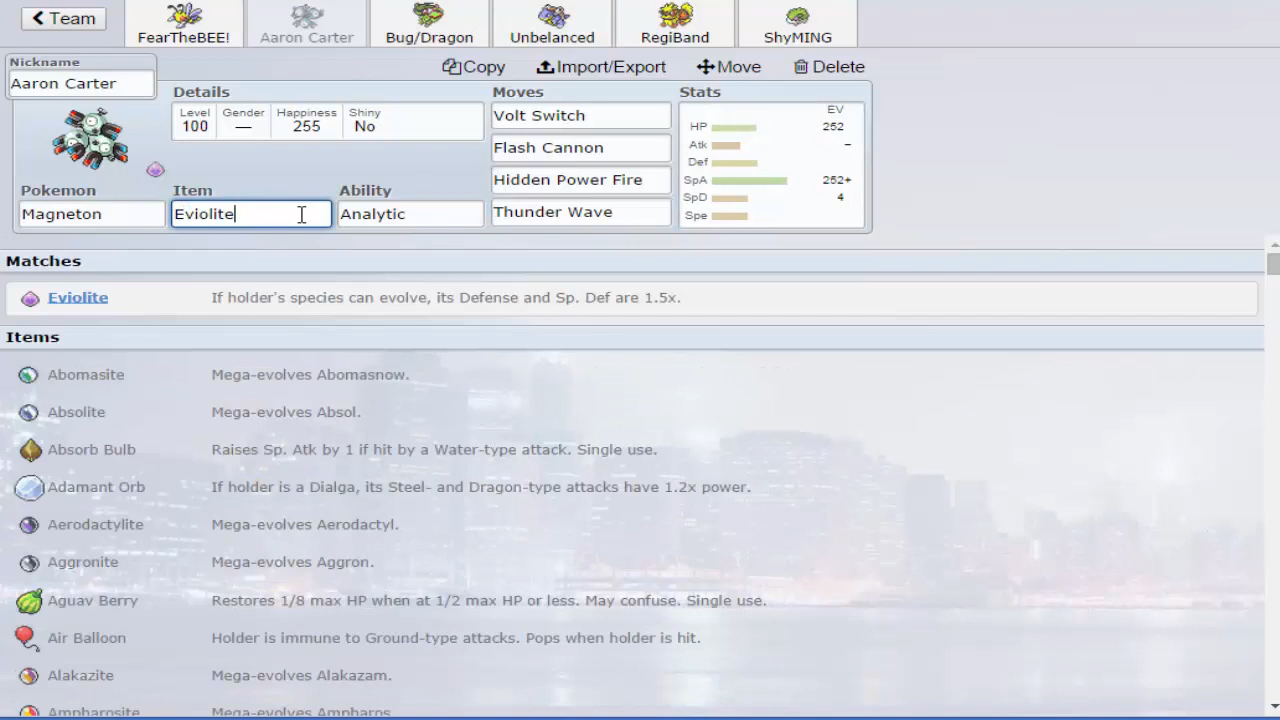 Team
FearTheBEE!
Aaron Carter
Bug/Dragon
Unbelanced
RegiBand
ShyMING
Copy
Import/Export
Move
Delete
Nickname
Aaron Carter
Details
Level
100
Gender
—
Happiness
255
Shiny
No
Pokemon
Magneton
Item
Eviolite
Ability
Analytic
Moves
Volt Switch
Flash Cannon
Hidden Power Fire
Thunder Wave
Stats
EV
HP 252
Atk –
Def
SpA 252+
SpD 4
Spe
Matches
Eviolite If holder's species can evolve, its Defense and Sp. Def are 1.5x.
Items
Abomasite Mega-evolves Abomasnow.
Absolite Mega-evolves Absol.
Absorb Bulb Raises Sp. Atk by 1 if hit by a Water-type attack. Single use.
Adamant Orb If holder is a Dialga, its Steel- and Dragon-type attacks have 1.2x power.
Aerodactylite Mega-evolves Aerodactyl.
Aggronite Mega-evolves Aggron.
Aguav Berry Restores 1/8 max HP when at 1/2 max HP or less. May confuse. Single use.
Air Balloon Holder is immune to Ground-type attacks. Pops when holder is hit.
Alakazite Mega-evolves Alakazam.
Ampharosite Mega-evolves Ampharos.